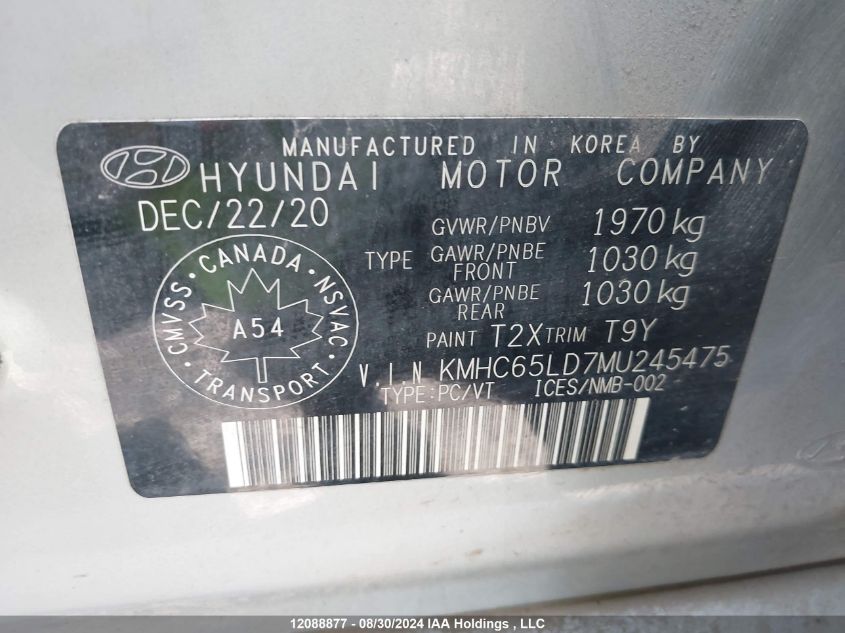 MANUFACTURED IN KOREA BY
HYUNDAI MOTOR COMPANY
DEC/22/20
GVWR/PNBV 1970 kg
TYPE GAWR/PNBE FRONT 1030 kg
GAWR/PNBE REAR 1030 kg
PAINT T2X TRIM T9Y
V.I.N KMHC65LD7MU245475
TYPE:PC/VT ICES/NMB-002
CMVSS · CANADA · NSVAC
A54
· TRANSPORT ·
12088877 - 08/30/2024 IAA Holdings , LLC